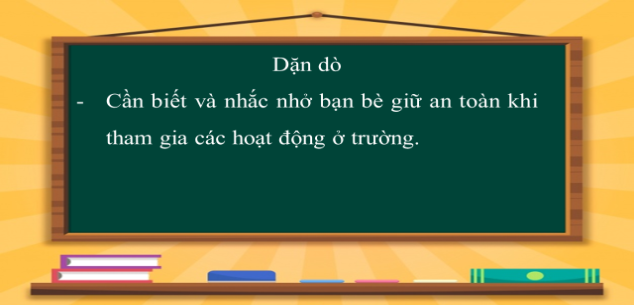 Dặn dò
- Cần biết và nhắc nhở bạn bè giữ an toàn khi
tham gia các hoạt động ở trường.